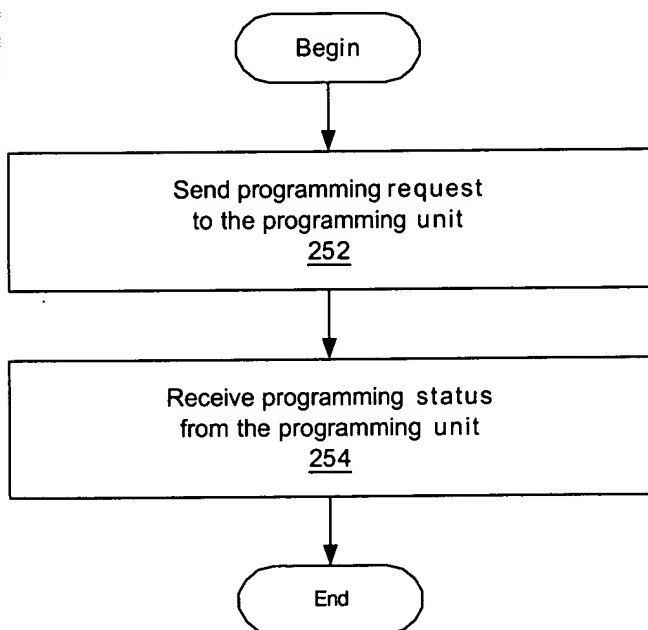 Begin
Send programming request
to the programming unit
252
Receive programming status
from the programming unit
254
End